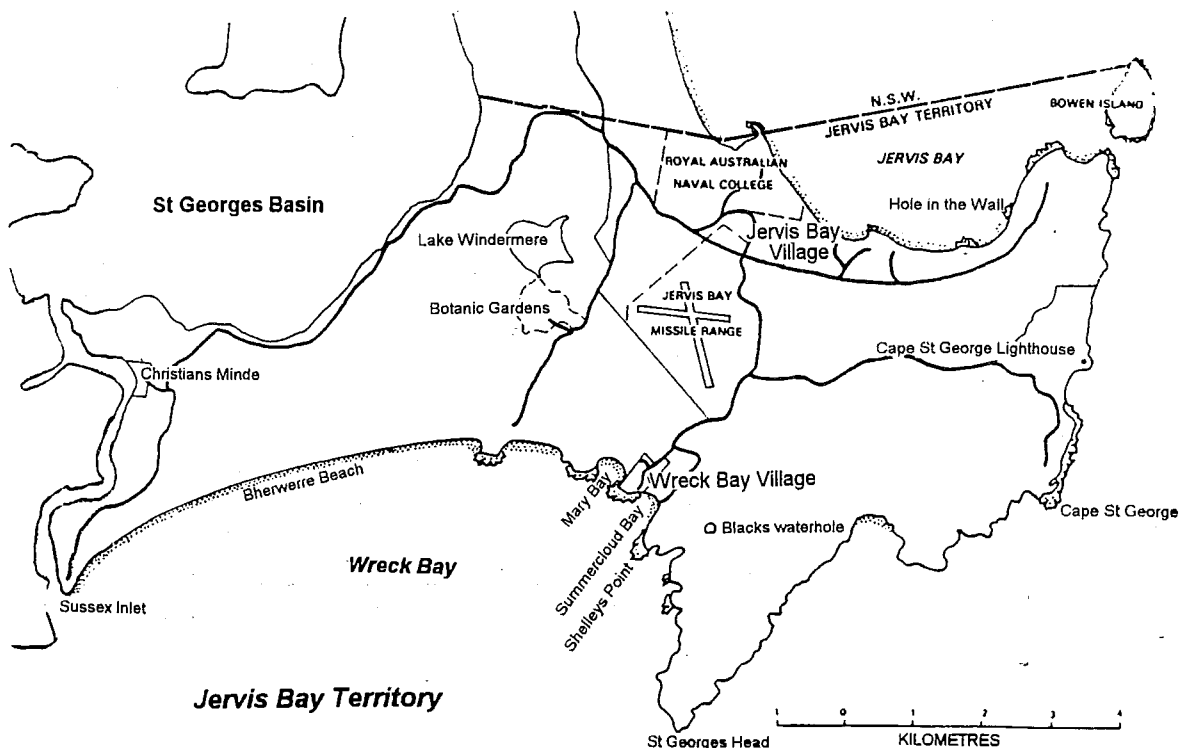 N.S.W.
JERVIS BAY TERRITORY
BOWEN ISLAND
JERVIS BAY
ROYAL AUSTRALIAN
NAVAL COLLEGE
St Georges Basin
Hole in the Wall
Lake Windermere
Jervis Bay
Village
Botanic Gardens
JERVIS BAY
MISSILE RANGE
Cape St George Lighthouse
Christians Minde
Bherwerre Beach
Mary Bay
Wreck Bay Village
Summercloud Bay
Shelleys Point
Blacks waterhole
Cape St George
Wreck Bay
Sussex Inlet
Jervis Bay Territory
St Georges Head
1 0 1 2 3 4
KILOMETRES